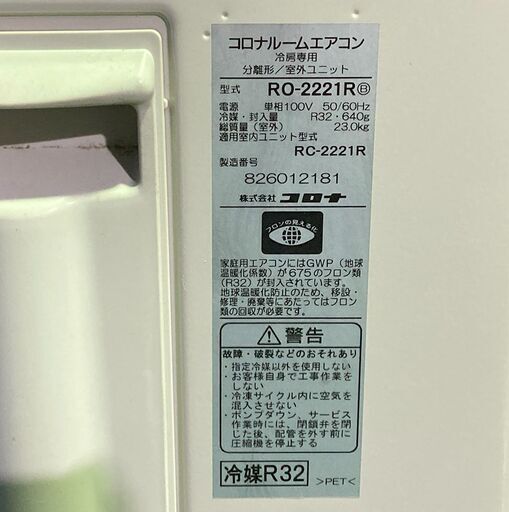 コロナルームエアコン
冷房専用
分離形/室外ユニット
型式 RO-2221R Ⓑ
電源 単相100V 50/60Hz
冷媒・封入量 R32・640g
総質量(室外) 23.0kg
適用室内ユニット型式
RC-2221R
製造番号
826012181
株式会社 コロナ
フロンの見える化
家庭用エアコンにはGWP(地球
温暖化係数)が675のフロン類
(R32)が封入されています。
地球温暖化防止のため、移設・
修理・廃棄等にあたってはフロン
類の回収が必要です。
⚠警告
故障・破裂などのおそれあり
・指定冷媒以外を使用しない
・お客様自身で工事作業を
しない
・冷凍サイクル内に空気を
混入させない
・ポンプダウン、サービス
作業時には、閉鎖弁を閉
じた後、配管を外す前に
圧縮機を停止する
冷媒R32 >PET<